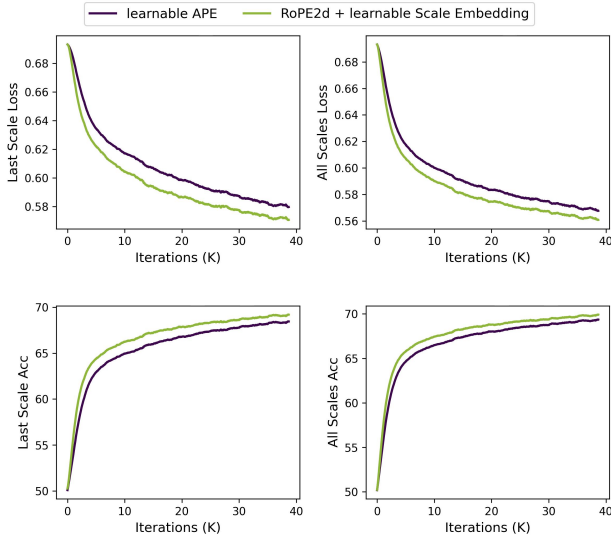 learnable APE RoPE2d + learnable Scale Embedding
Last Scale Loss
0.68
0.66
0.64
0.62
0.60
0.58
0 10 20 30 40
Iterations (K)
All Scales Loss
0.68
0.66
0.64
0.62
0.60
0.58
0.56
0 10 20 30 40
Iterations (K)
Last Scale Acc
70
65
60
55
50
0 10 20 30 40
Iterations (K)
All Scales Acc
70
65
60
55
50
0 10 20 30 40
Iterations (K)